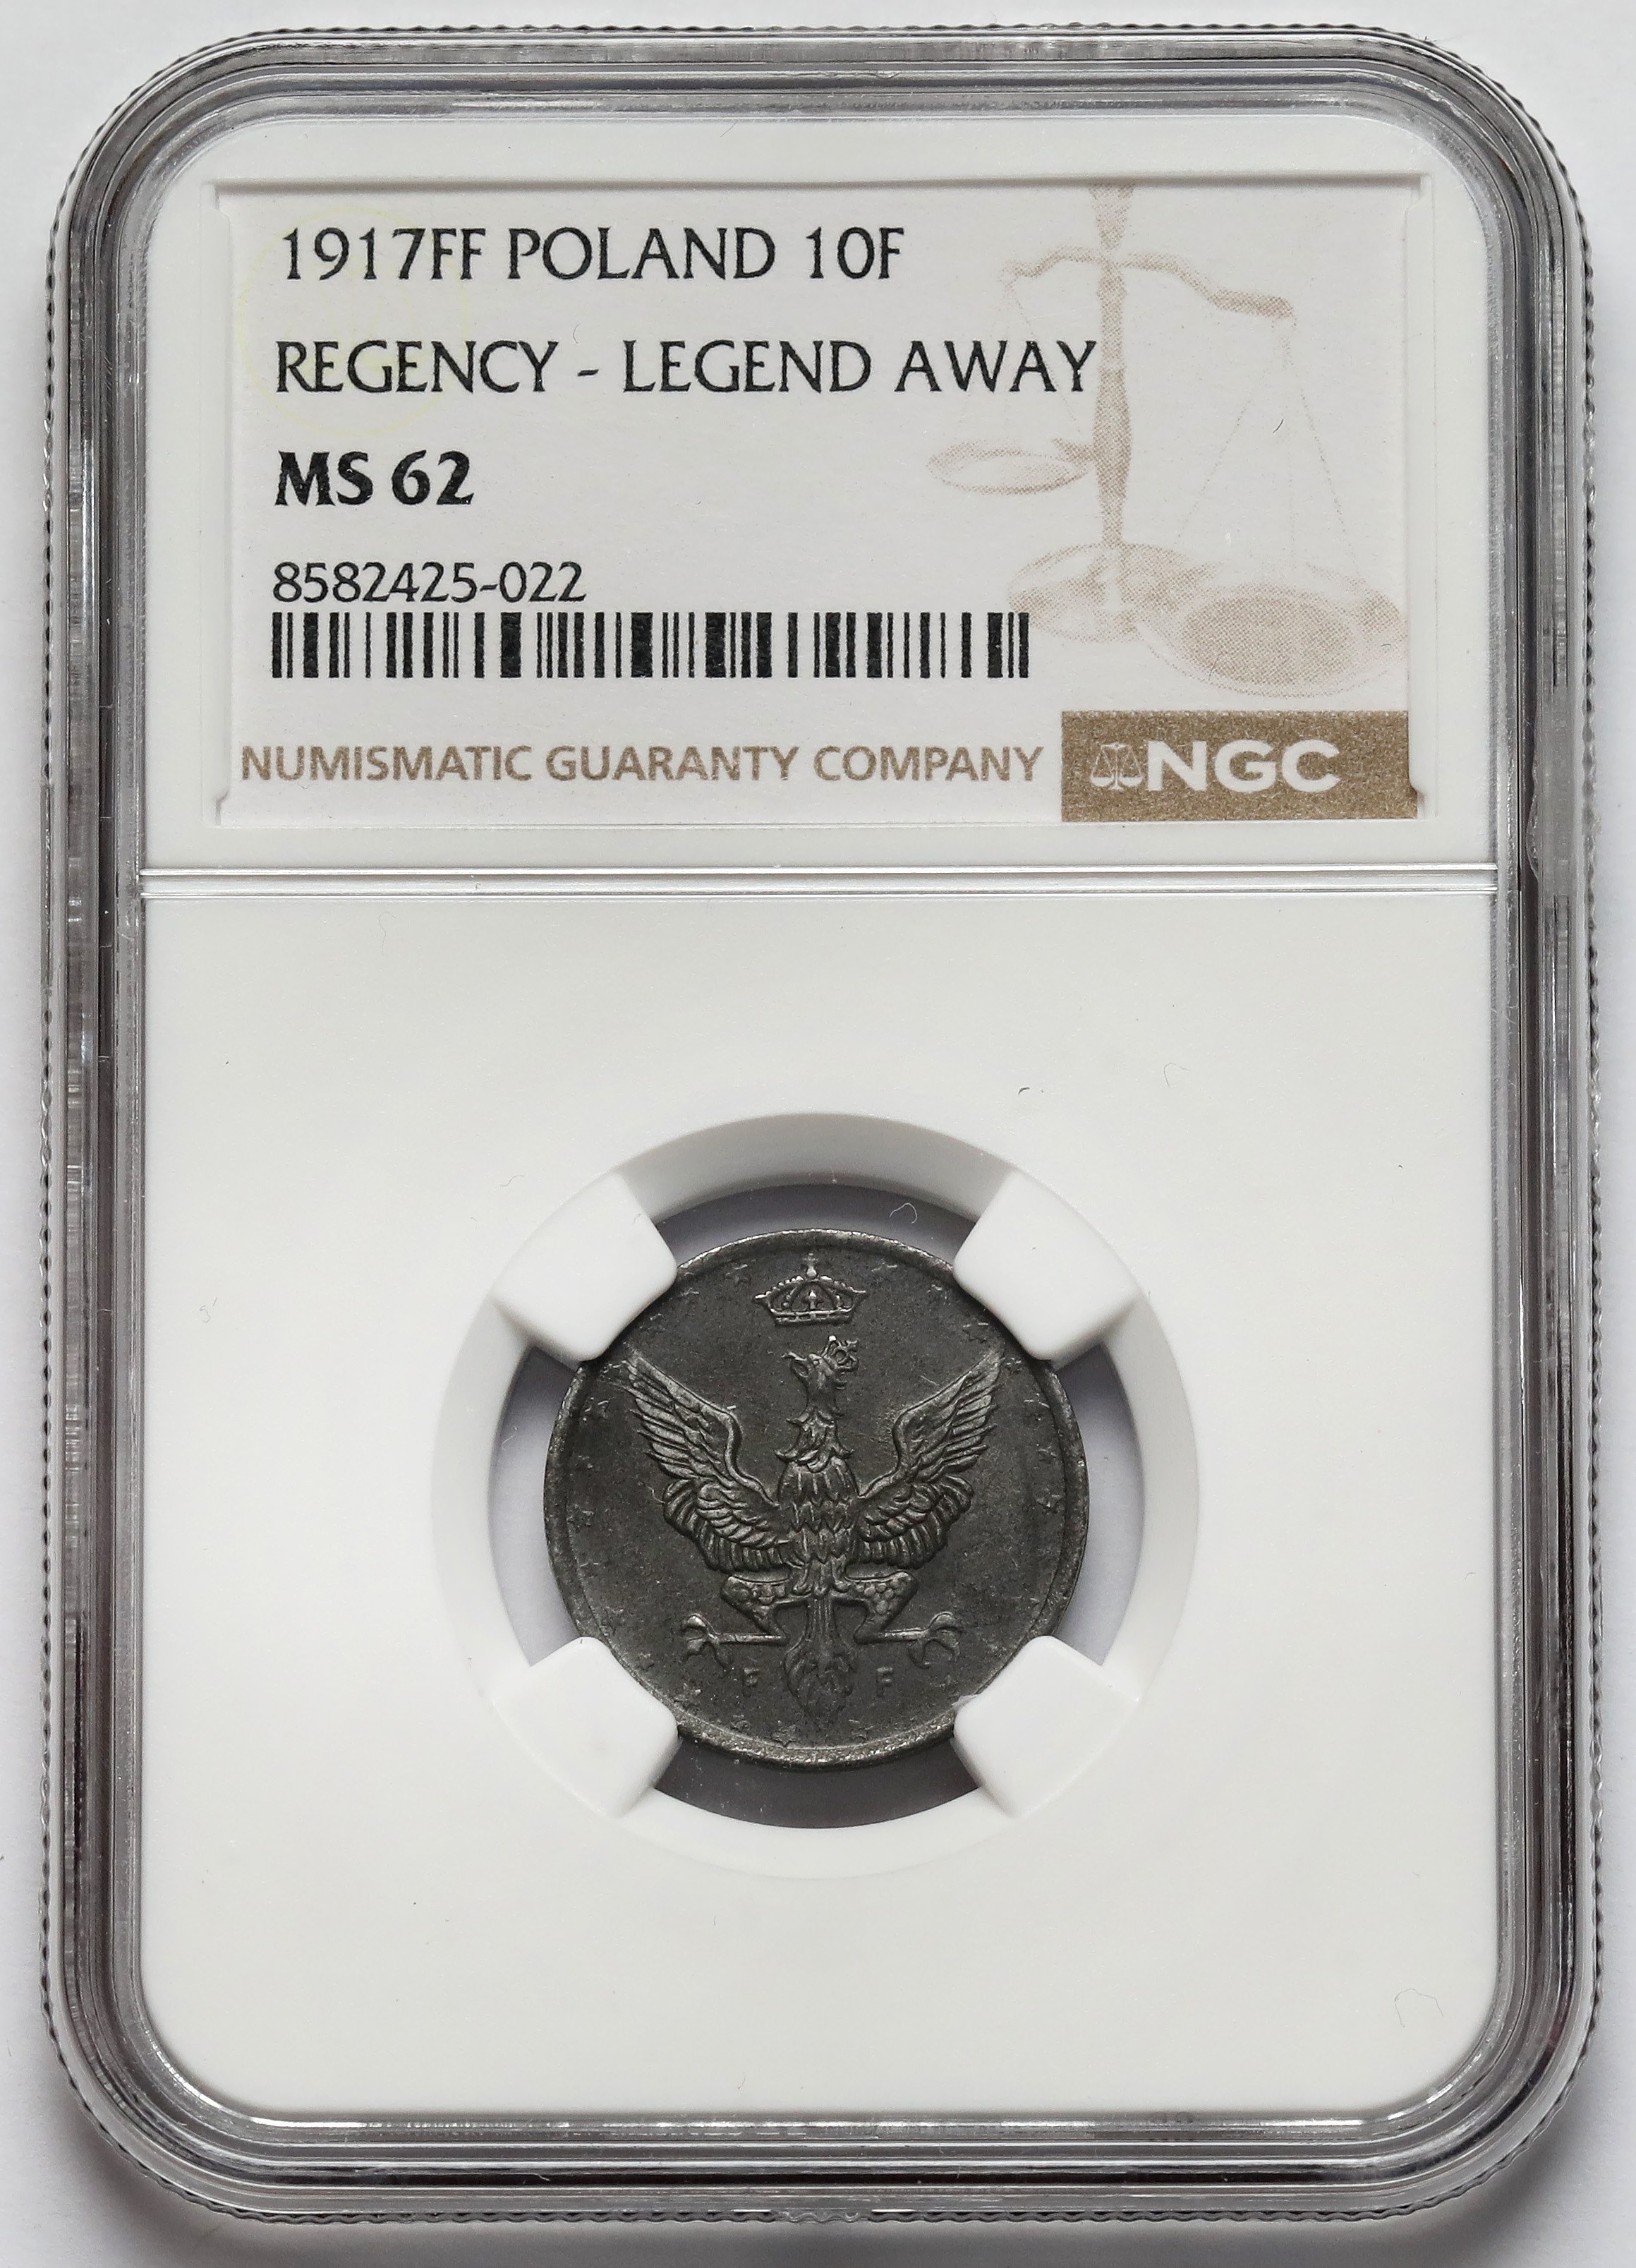 1917FF POLAND 10F
REGENCY - LEGEND AWAY
MS 62
8582425-022
NUMISMATIC GUARANTY COMPANY NGC
F F